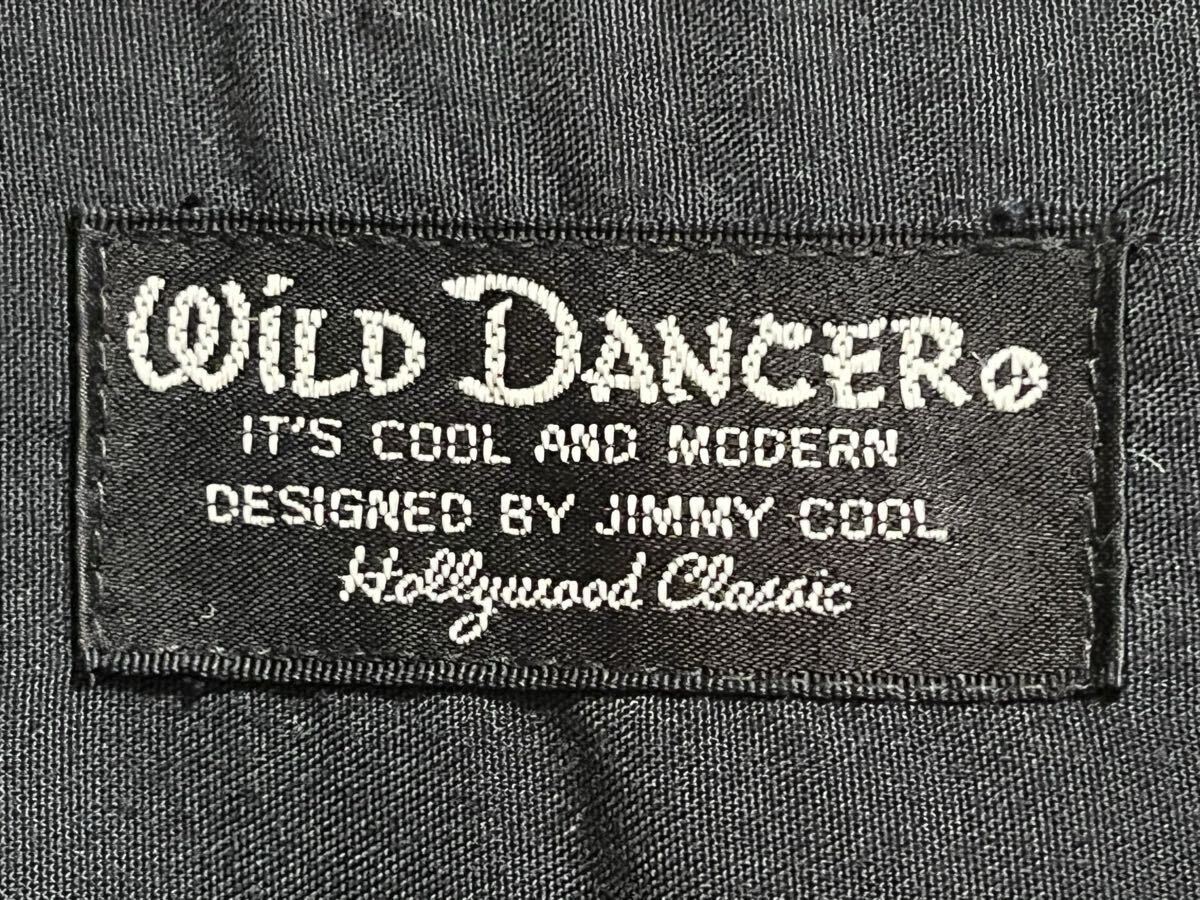 WiLD DANCER
IT'S COOL AND MODERN
DESIGNED BY JIMMY COOL
Hollywood Classic